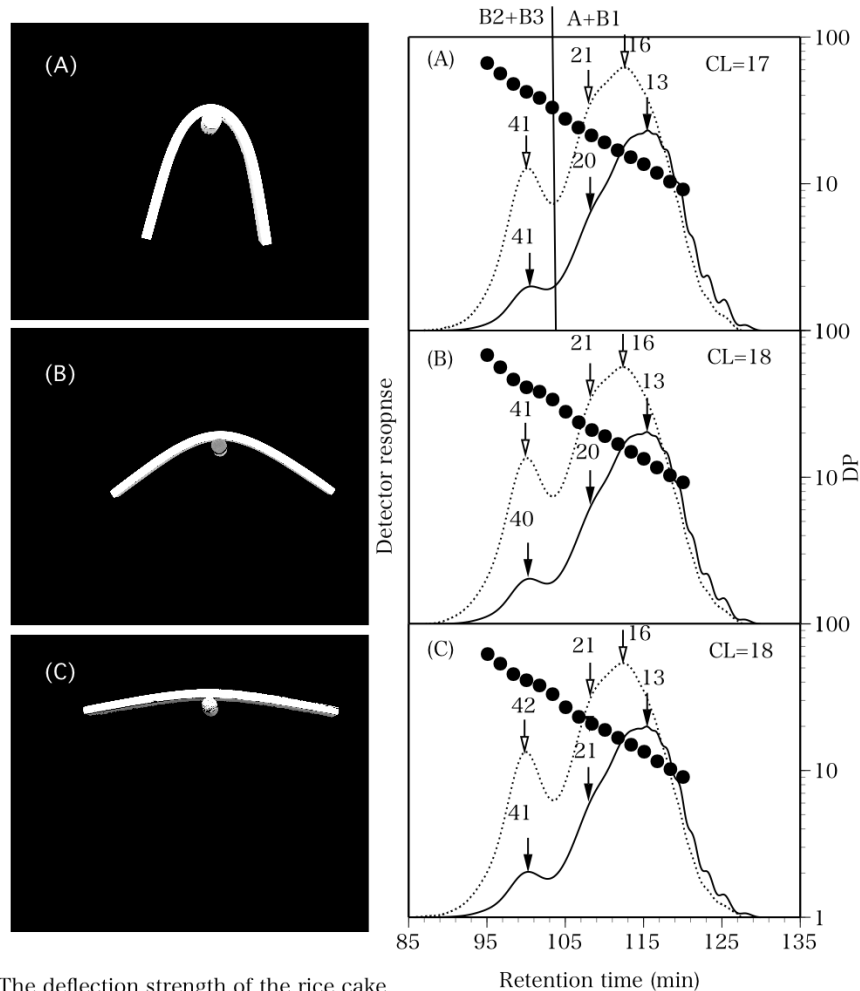 (A)
(B)
(C)
B2+B3
A+B1
(A)
16
21
CL=17
13
41
20
41
100
10
100
(B)
16
21
CL=18
13
41
20
40
10
100
(C)
16
21
CL=18
13
42
21
41
10
1
Detector resopnse
DP
85
95
105
115
125
135
Retention time (min)
The deflection strength of the rice cake